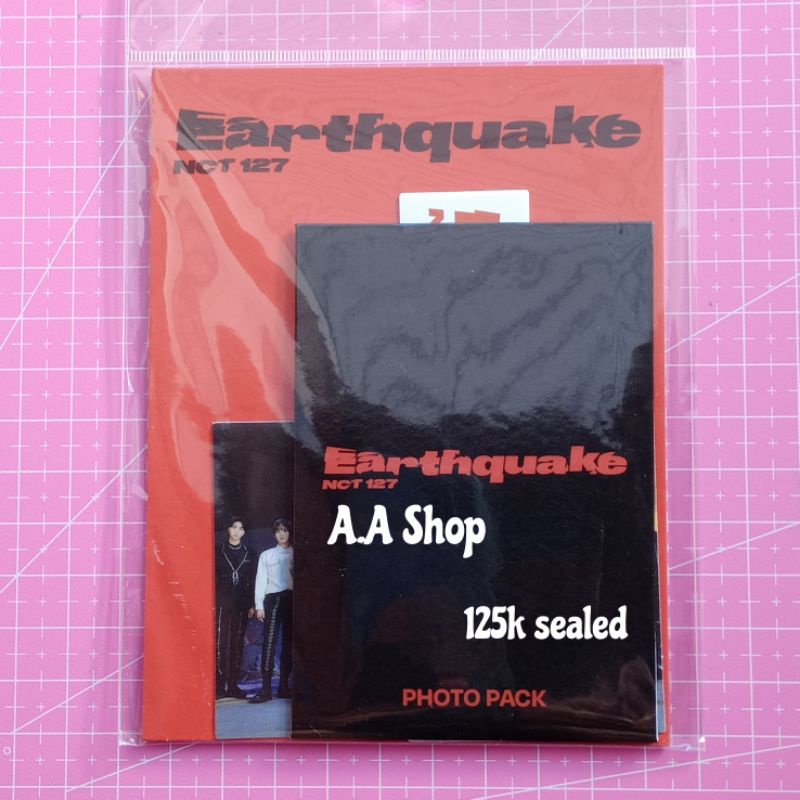 Earthquake
NCT 127
Earthquake
NCT 127
A.A Shop
125k sealed
PHOTO PACK